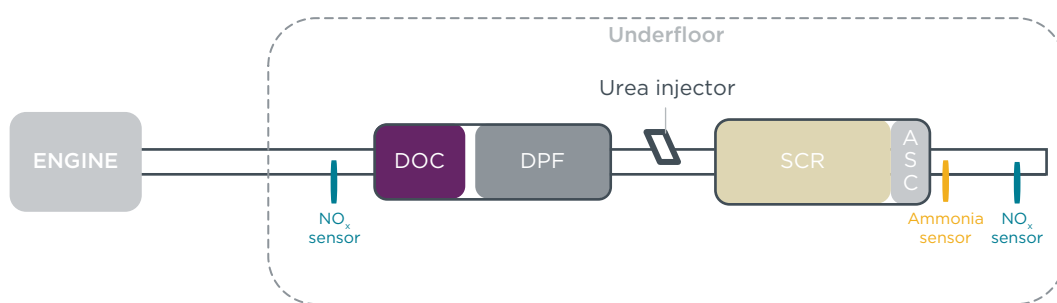 Underfloor
Urea injector
ENGINE
DOC
DPF
SCR
A
S
C
NOx
sensor
Ammonia
sensor
NOx
sensor